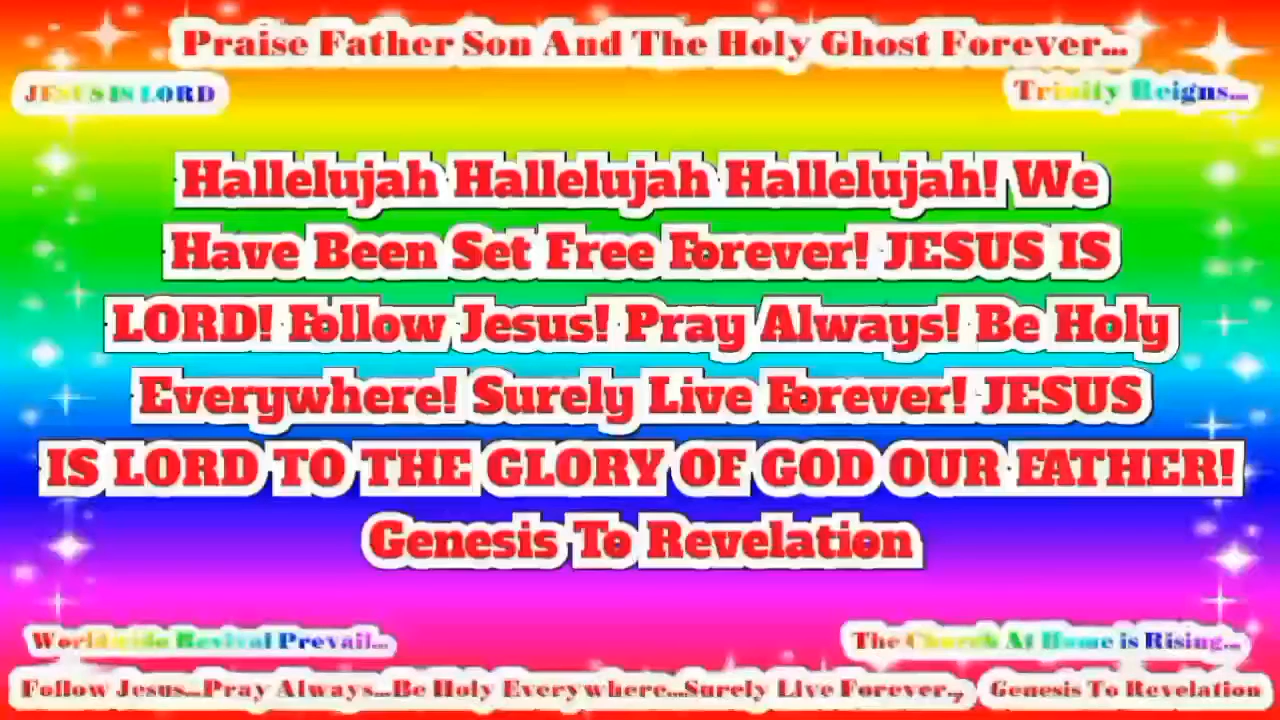 Praise Father Son And The Holy Ghost Forever...
JESUS IS LORD
Trinity Reigns...
Hallelujah Hallelujah Hallelujah! We
Have Been Set Free Forever! JESUS IS
LORD! Follow Jesus! Pray Always! Be Holy
Everywhere! Surely Live Forever! JESUS
IS LORD TO THE GLORY OF GOD OUR FATHER!
Genesis To Revelation
Worldwide Revival Prevail...
The Church At Home is Rising...
Follow Jesus...Pray Always...Be Holy Everywhere...Surely Live Forever.., Genesis To Revelation